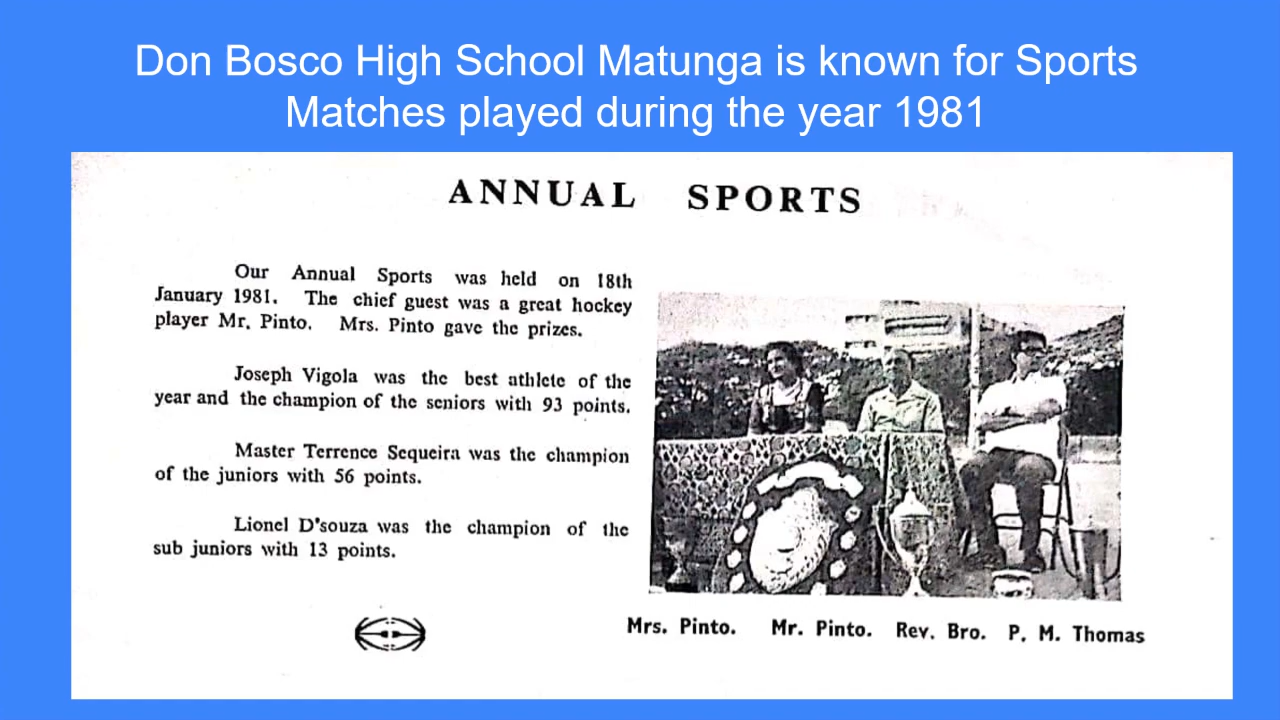 Don Bosco High School Matunga is known for Sports
Matches played during the year 1981
ANNUAL SPORTS
Our Annual Sports was held on 18th
January 1981. The chief guest was a great hockey
player Mr. Pinto. Mrs. Pinto gave the prizes.
Joseph Vigola was the best athlete of the
year and the champion of the seniors with 93 points.
Master Terrence Sequeira was the champion
of the juniors with 56 points.
Lionel D'souza was the champion of the
sub juniors with 13 points.
Mrs. Pinto. Mr. Pinto. Rev. Bro. P. M. Thomas